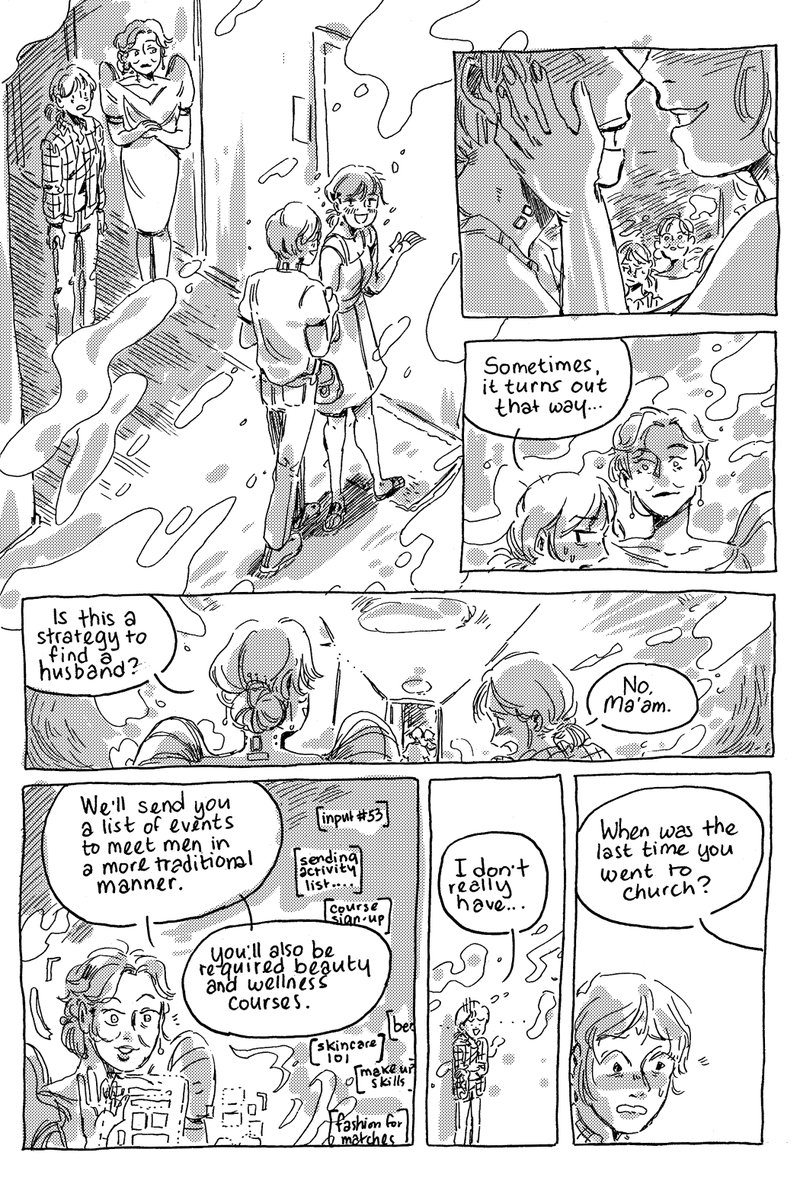 Sometimes,
it turns out
that way...
Is this a
strategy to
find a
husband?
No,
Ma'am.
We'll send you
a list of events
to meet men in
a more traditional
manner.
you'll also be
required beauty
and wellness
courses.
[input #53]
[sending
activity
list....]
[course
sign-up]
[skincare
101]
[make up
skills]
[fashion for
matches]
I don't
really
have...
When was the
last time you
went to
church?